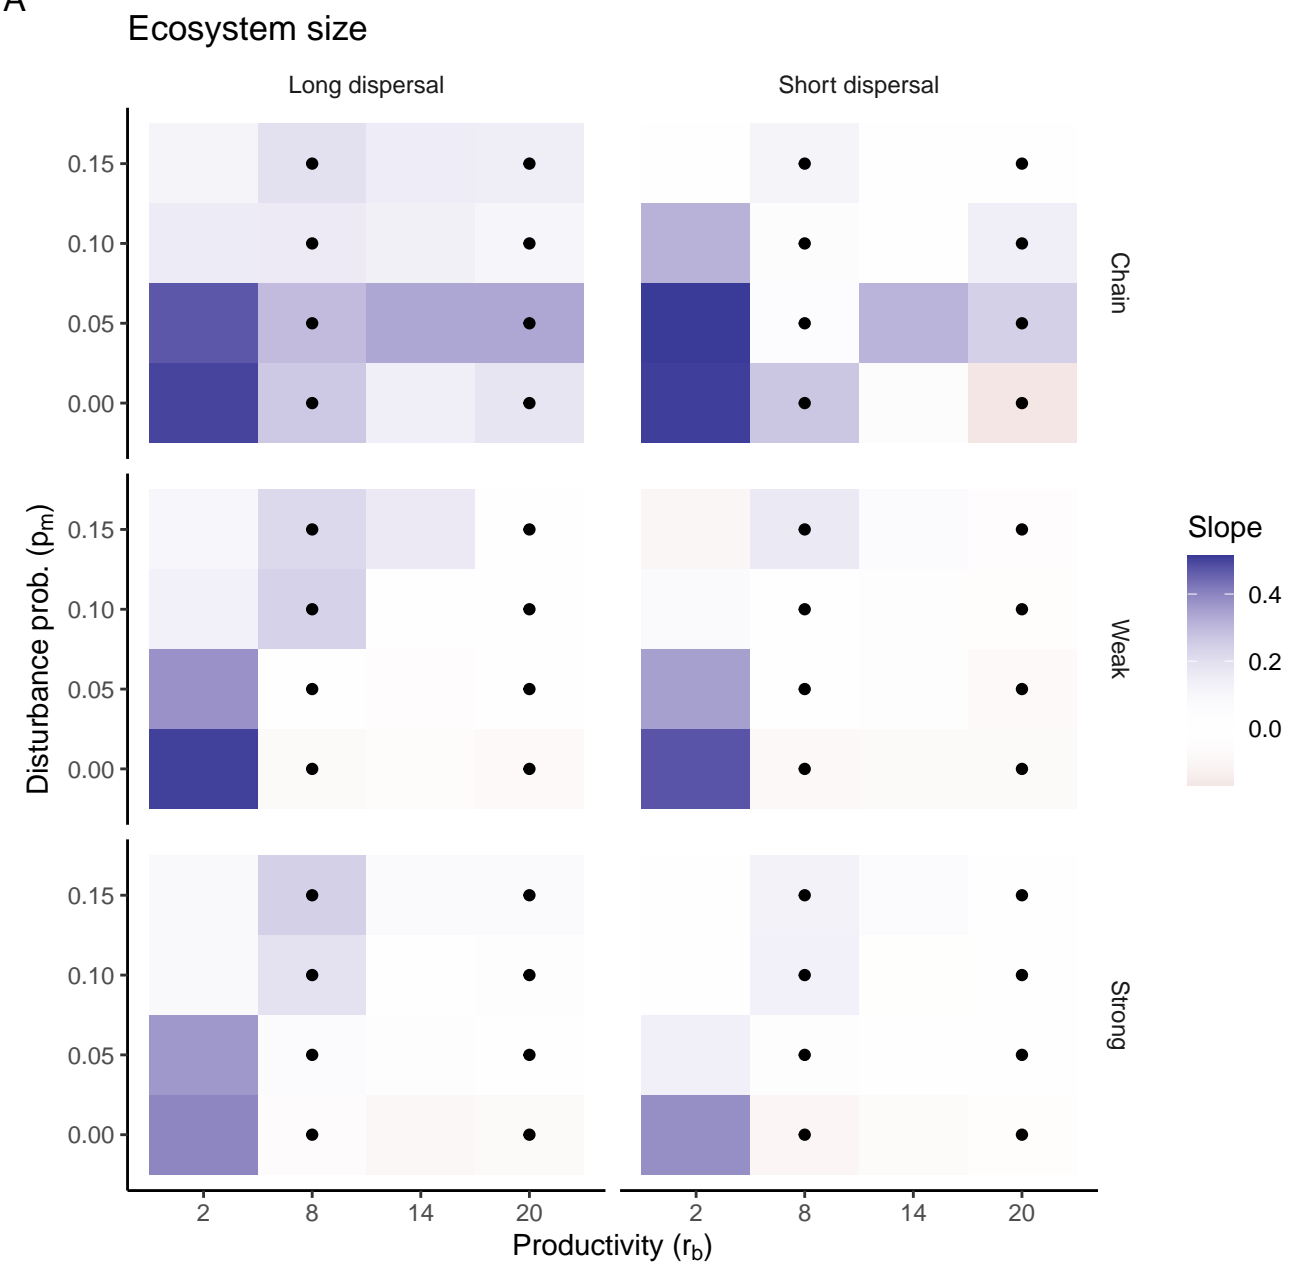 A
Ecosystem size
Long dispersal
Short dispersal
0.15
0.10
0.05
0.00
Chain
0.15
0.10
0.05
0.00
Weak
0.15
0.10
0.05
0.00
Strong
Disturbance prob. (pm)
2 8 14 20
2 8 14 20
Productivity (rb)
Slope
0.4
0.2
0.0